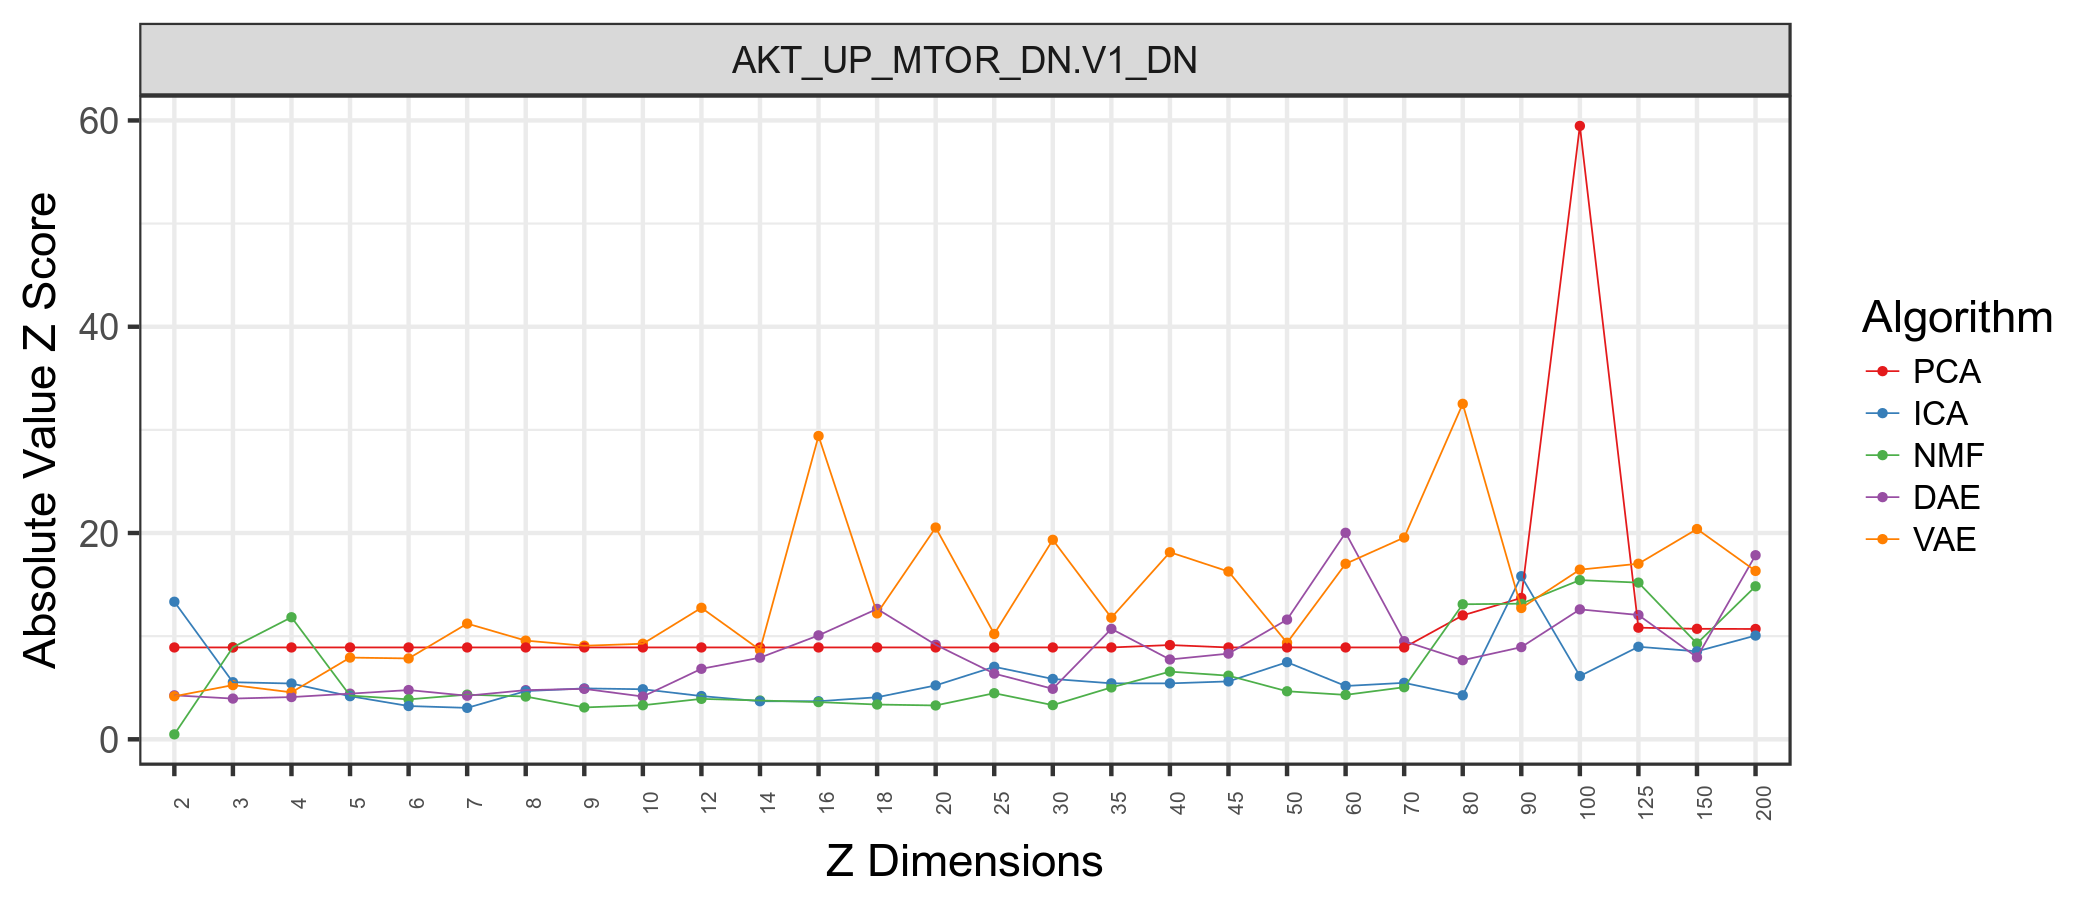 AKT_UP_MTOR_DN.V1_DN
60
40
20
0
Absolute Value Z Score
2 3 4 5 6 7 8 9 10 12 14 16 18 20 25 30 35 40 45 50 60 70 80 90 100 125 150 200
Z Dimensions
Algorithm
PCA
ICA
NMF
DAE
VAE